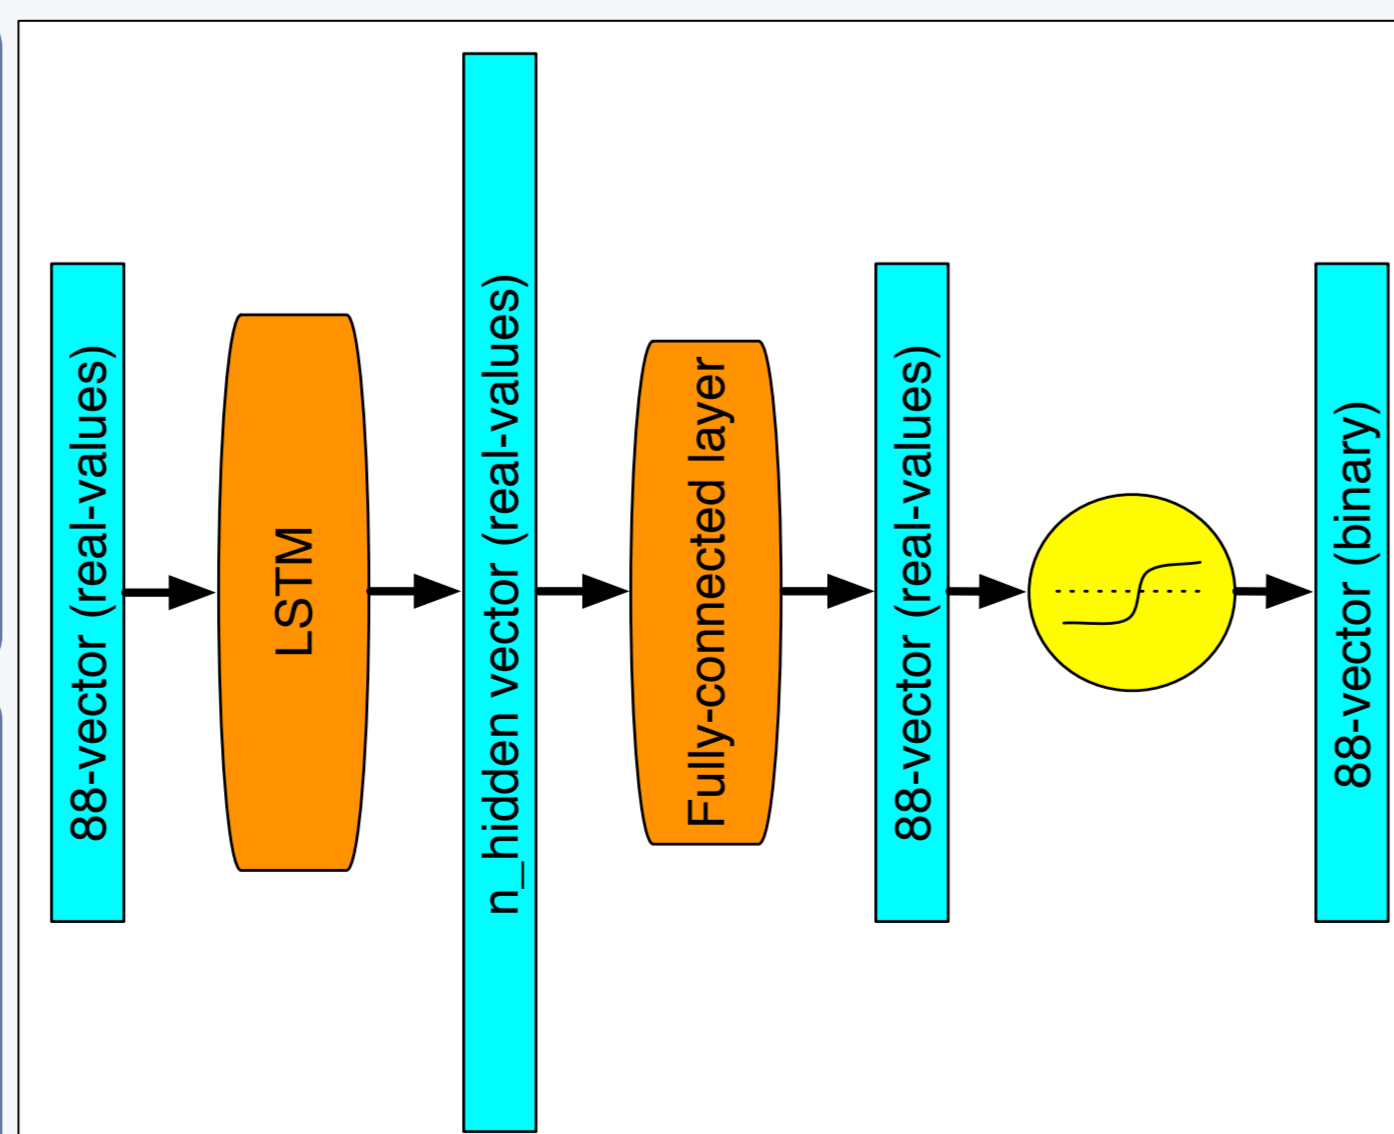 88-vector (real-values)
LSTM
n_hidden vector (real-values)
Fully-connected layer
88-vector (real-values)
88-vector (binary)